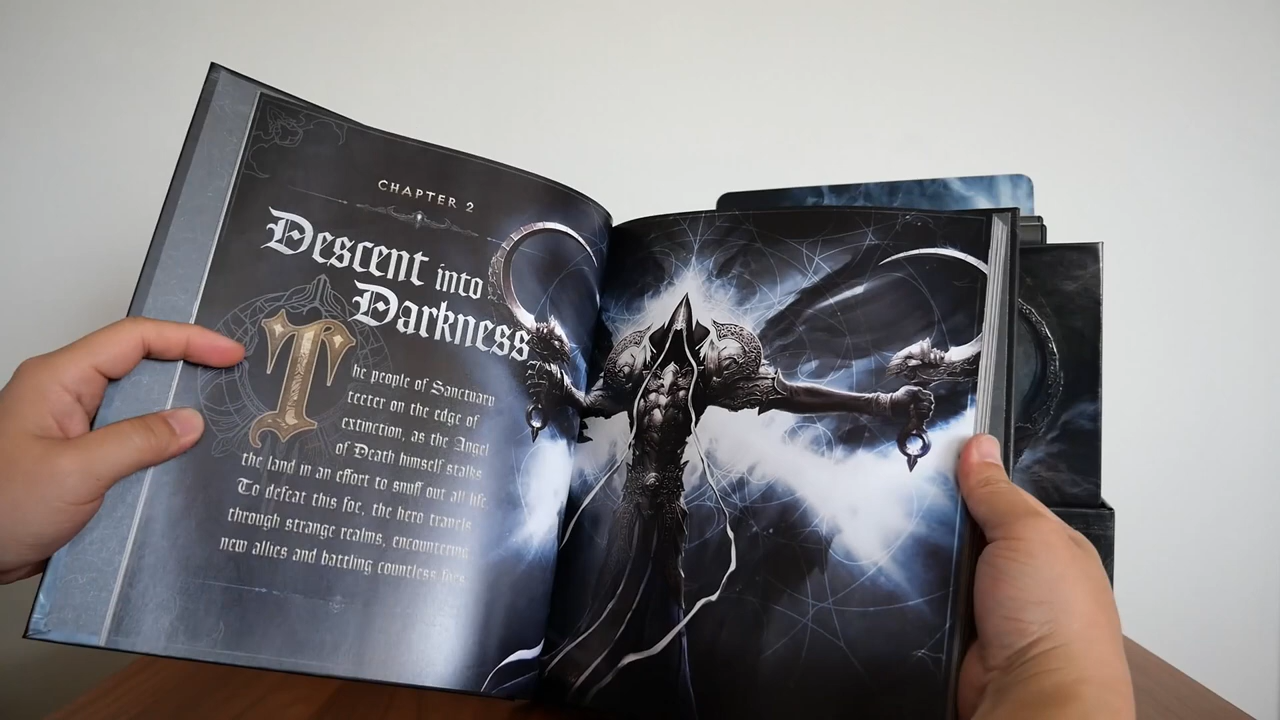 CHAPTER 2
Descent into
Darkness
The people of Sanctuary
teeter on the edge of
extinction, as the Angel
of Death himself stalks
the land in an effort to snuff out all life.
To defeat this foe, the hero travels
through strange realms, encountering
new allies and battling countless foes.